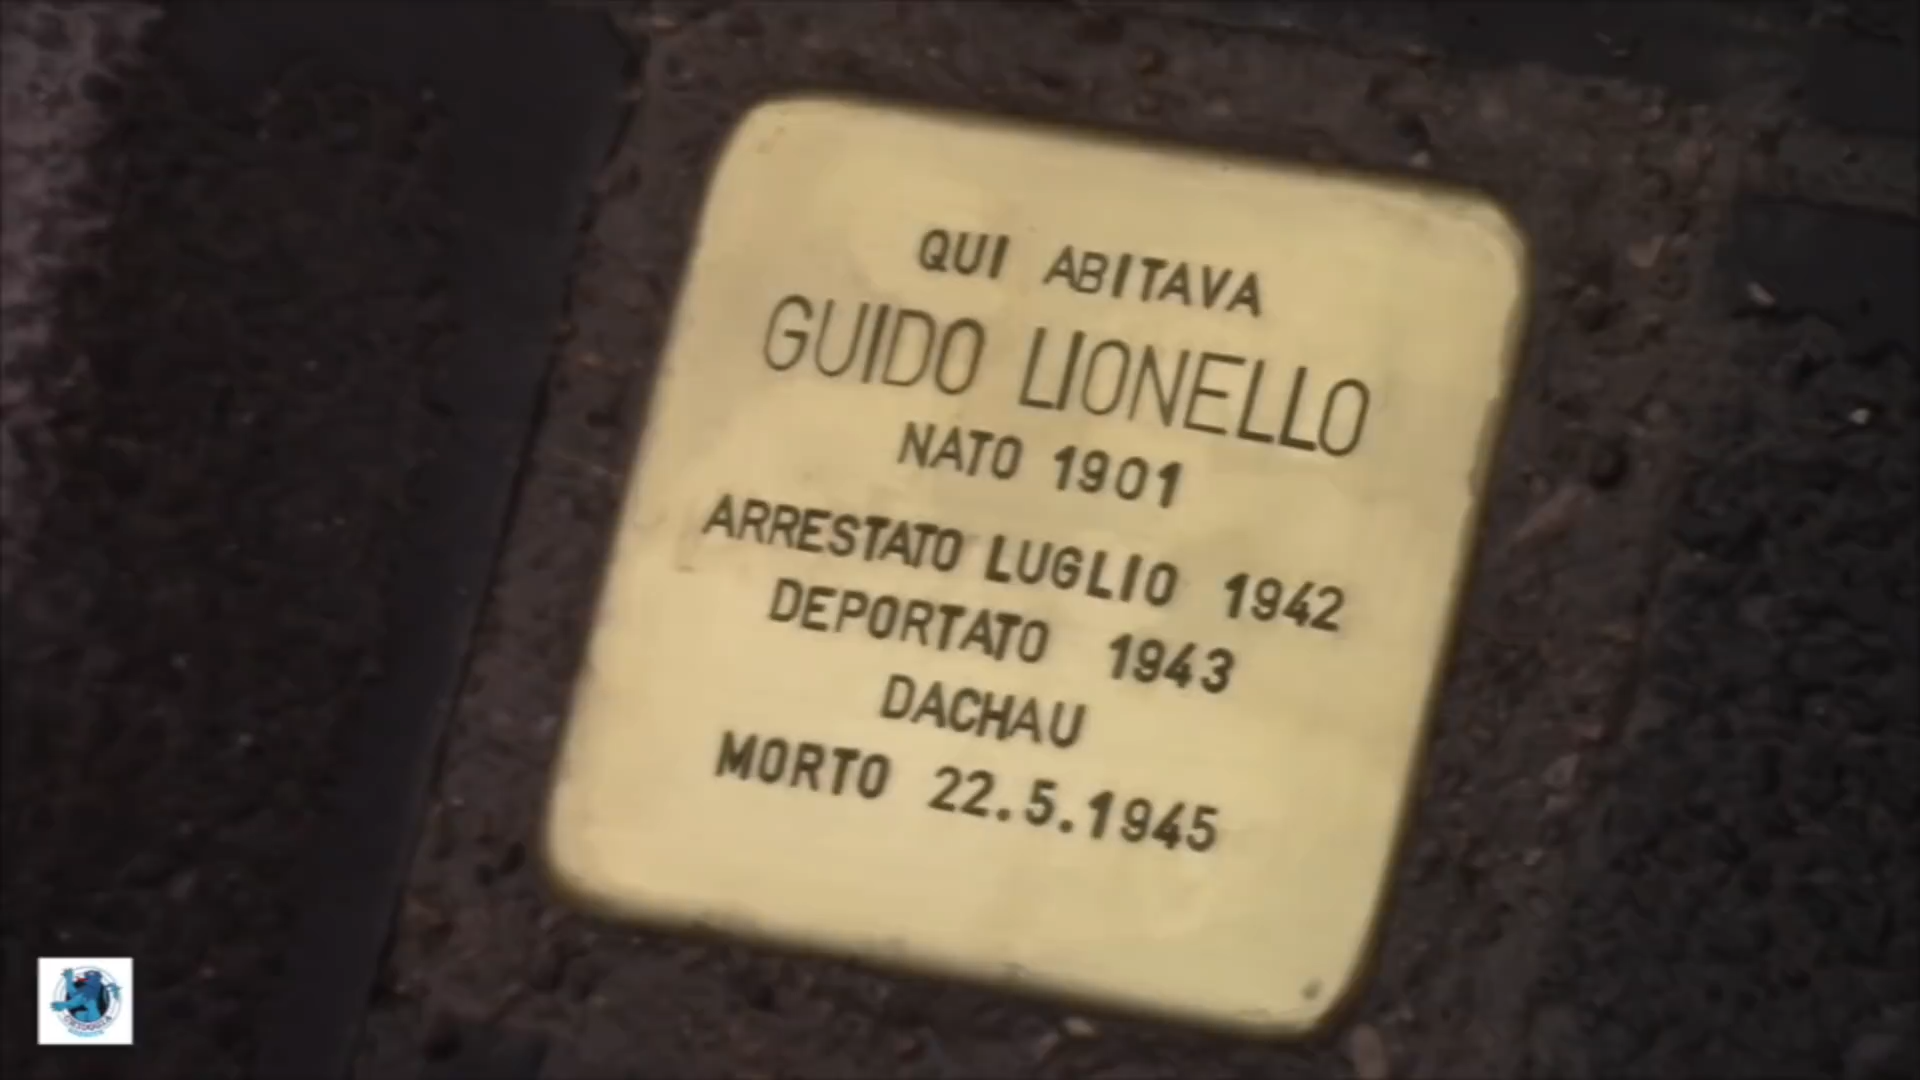 QUI ABITAVA
GUIDO LIONELLO
NATO 1901
ARRESTATO LUGLIO 1942
DEPORTATO 1943
DACHAU
MORTO 22.5.1945